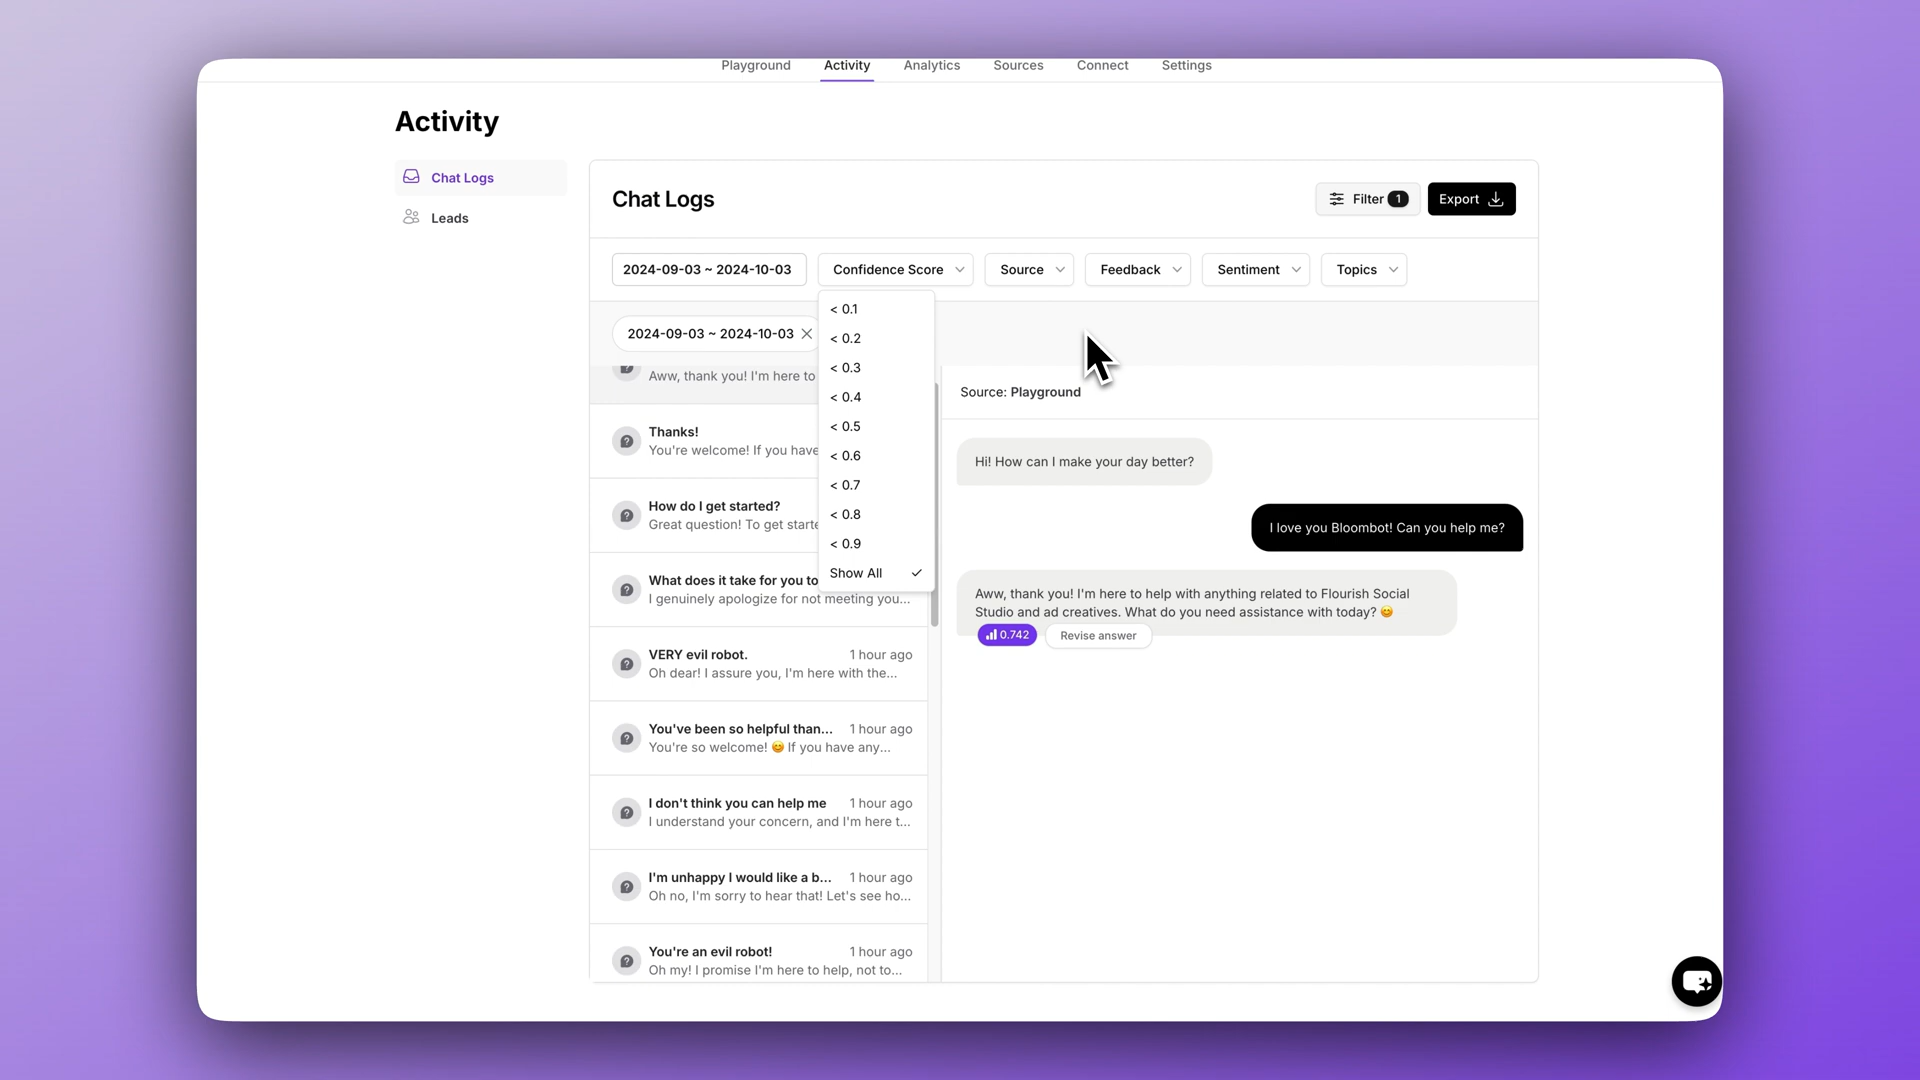 Playground
Activity
Analytics
Sources
Connect
Settings
Activity
Chat Logs
Leads
Chat Logs
Filter 1
Export
2024-09-03 ~ 2024-10-03
Confidence Score
Source
Feedback
Sentiment
Topics
2024-09-03 ~ 2024-10-03
< 0.1
< 0.2
< 0.3
< 0.4
< 0.5
< 0.6
< 0.7
< 0.8
< 0.9
Show All
Aww, thank you! I'm here to
Thanks!
You're welcome! If you have
How do I get started?
Great question! To get starte
What does it take for you to
I genuinely apologize for not meeting you...
VERY evil robot. 1 hour ago
Oh dear! I assure you, I'm here with the...
You've been so helpful than... 1 hour ago
You're so welcome! 😊 If you have any...
I don't think you can help me 1 hour ago
I understand your concern, and I'm here t...
I'm unhappy I would like a b... 1 hour ago
Oh no, I'm sorry to hear that! Let's see ho...
You're an evil robot! 1 hour ago
Oh my! I promise I'm here to help, not to...
Source: Playground
Hi! How can I make your day better?
I love you Bloombot! Can you help me?
Aww, thank you! I'm here to help with anything related to Flourish Social
Studio and ad creatives. What do you need assistance with today? 😊
0.742
Revise answer